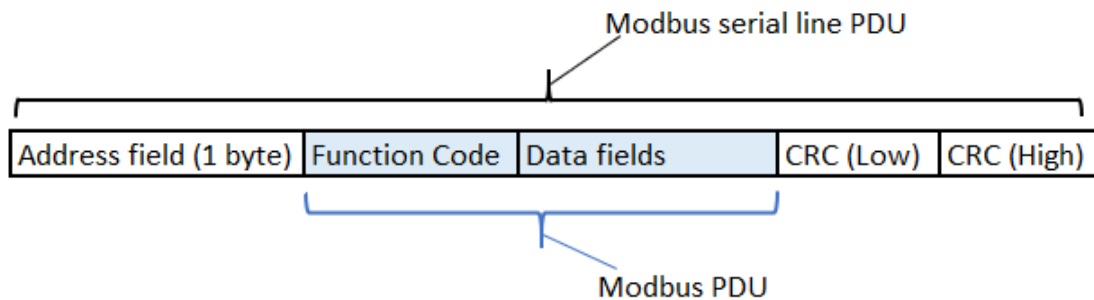 Modbus serial line PDU
Address field (1 byte) Function Code Data fields CRC (Low) CRC (High)
Modbus PDU